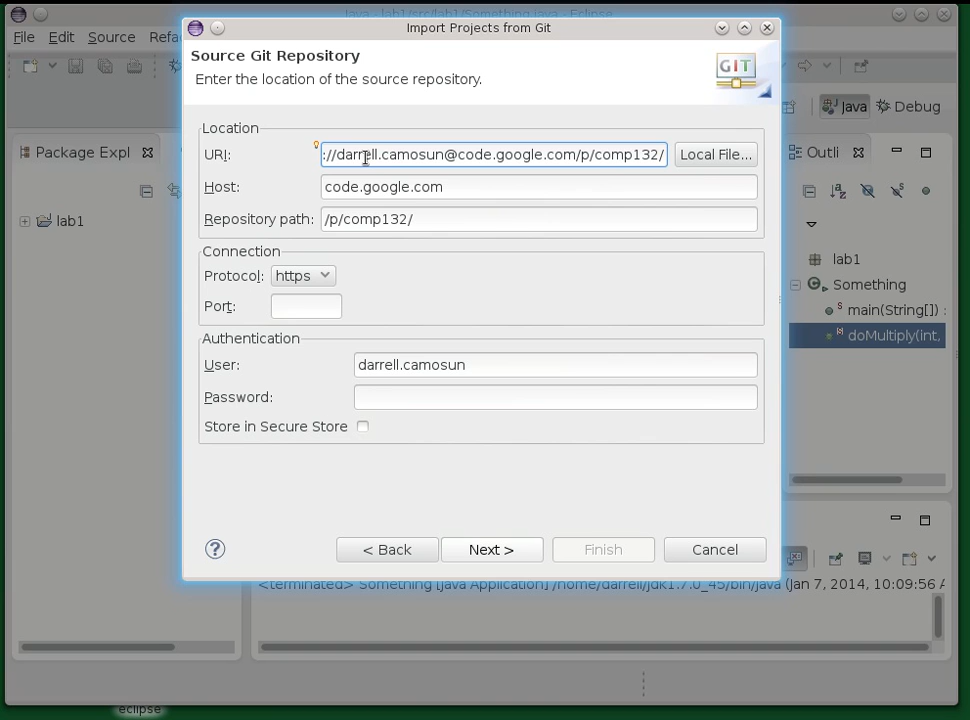 Java - lab1/src/lab1/Something.java - Eclipse
Import Projects from Git
File Edit Source Refa
Source Git Repository
Enter the location of the source repository.
GIT
Java Debug
Package Expl
Outli
Location
URI: ://darrell.camosun@code.google.com/p/comp132/ Local File...
Host: code.google.com
Repository path: /p/comp132/
lab1
Connection
Protocol: https
Port:
lab1
Something
main(String[]) :
doMultiply(int,
Authentication
User: darrell.camosun
Password:
Store in Secure Store
< Back Next > Finish Cancel
<terminated> Something [Java Application] /home/darrell/jdk1.7.0_45/bin/java (Jan 7, 2014, 10:09:56 A
eclipse